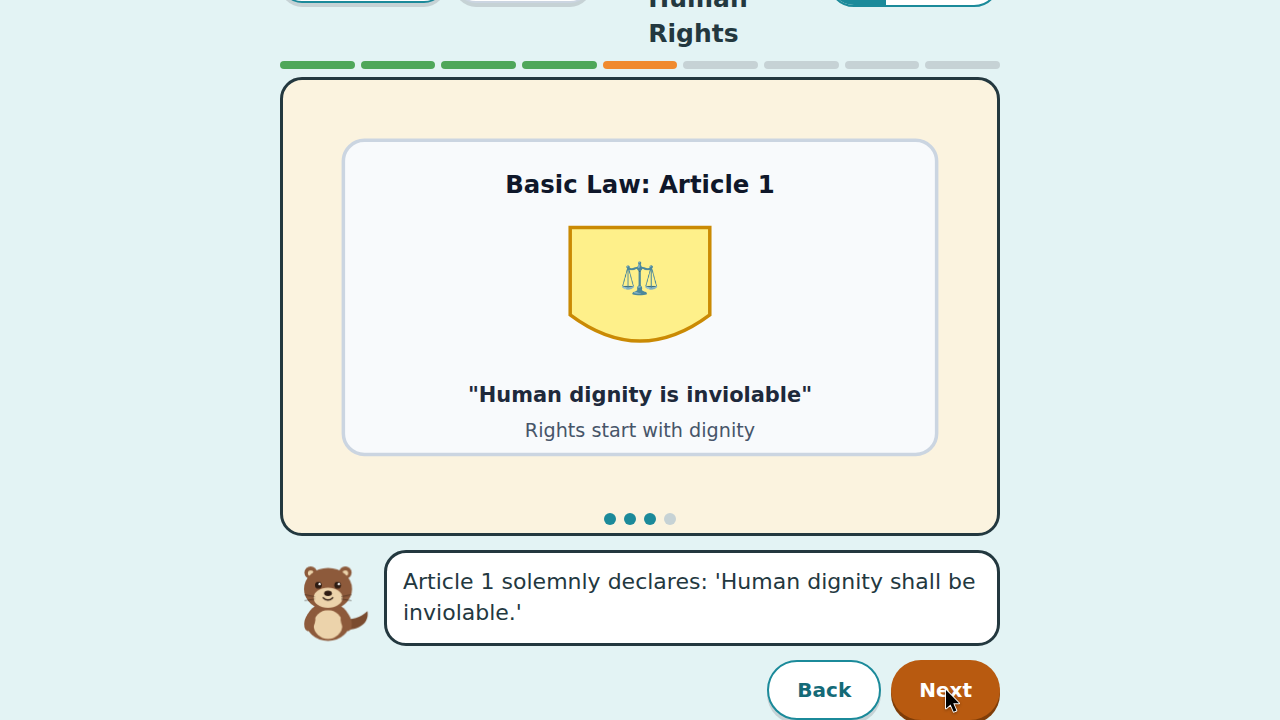 Human
Rights
Basic Law: Article 1
"Human dignity is inviolable"
Rights start with dignity
Article 1 solemnly declares: 'Human dignity shall be
inviolable.'
Back
Next